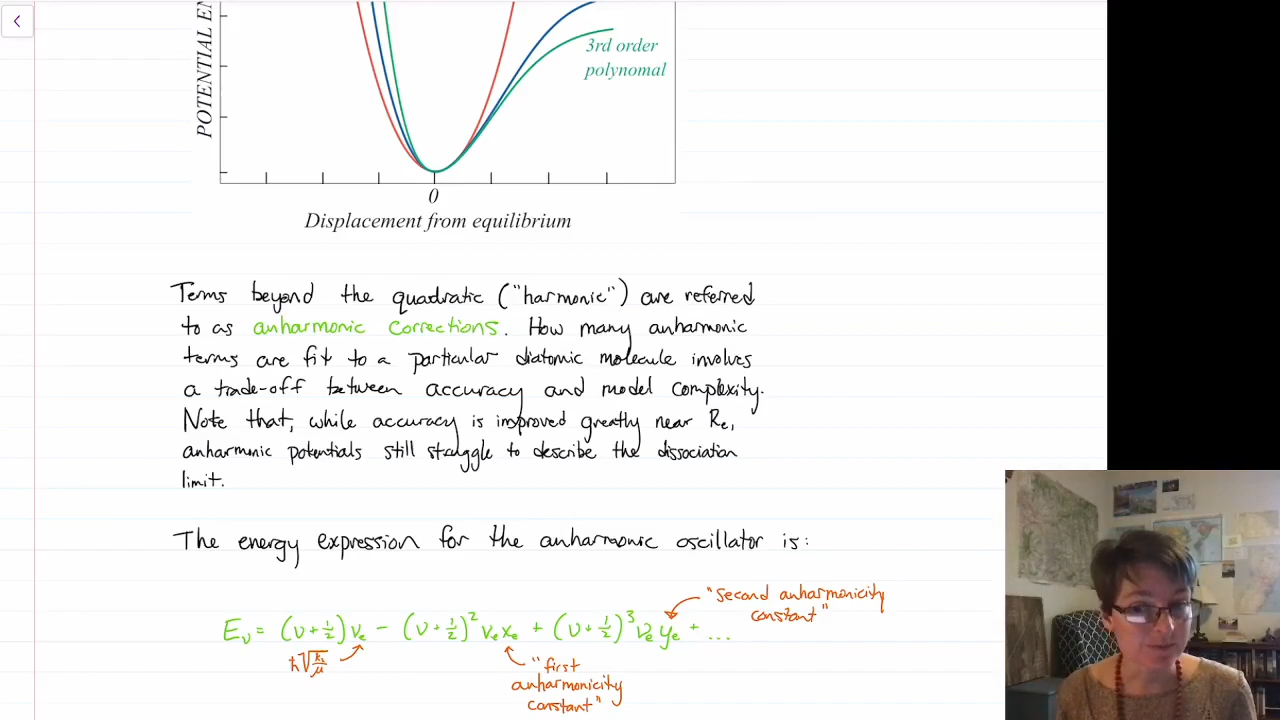 POTENTIAL EN
3rd order
polynomal
0
Displacement from equilibrium
Terms beyond the quadratic ("harmonic") are referred
to as anharmonic corrections. How many anharmonic
terms are fit to a particular diatomic molecule involves
a trade-off between accuracy and model complexity.
Note that, while accuracy is improved greatly near Re,
anharmonic potentials still struggle to describe the dissociation
limit.
The energy expression for the anharmonic oscillator is:
"second anharmonicity
constant"
Eν = (ν + 1/2)νe - (ν + 1/2)²νexe + (ν + 1/2)³νeye + ...
ħ√(k/μ)
"first
anharmonicity
constant"